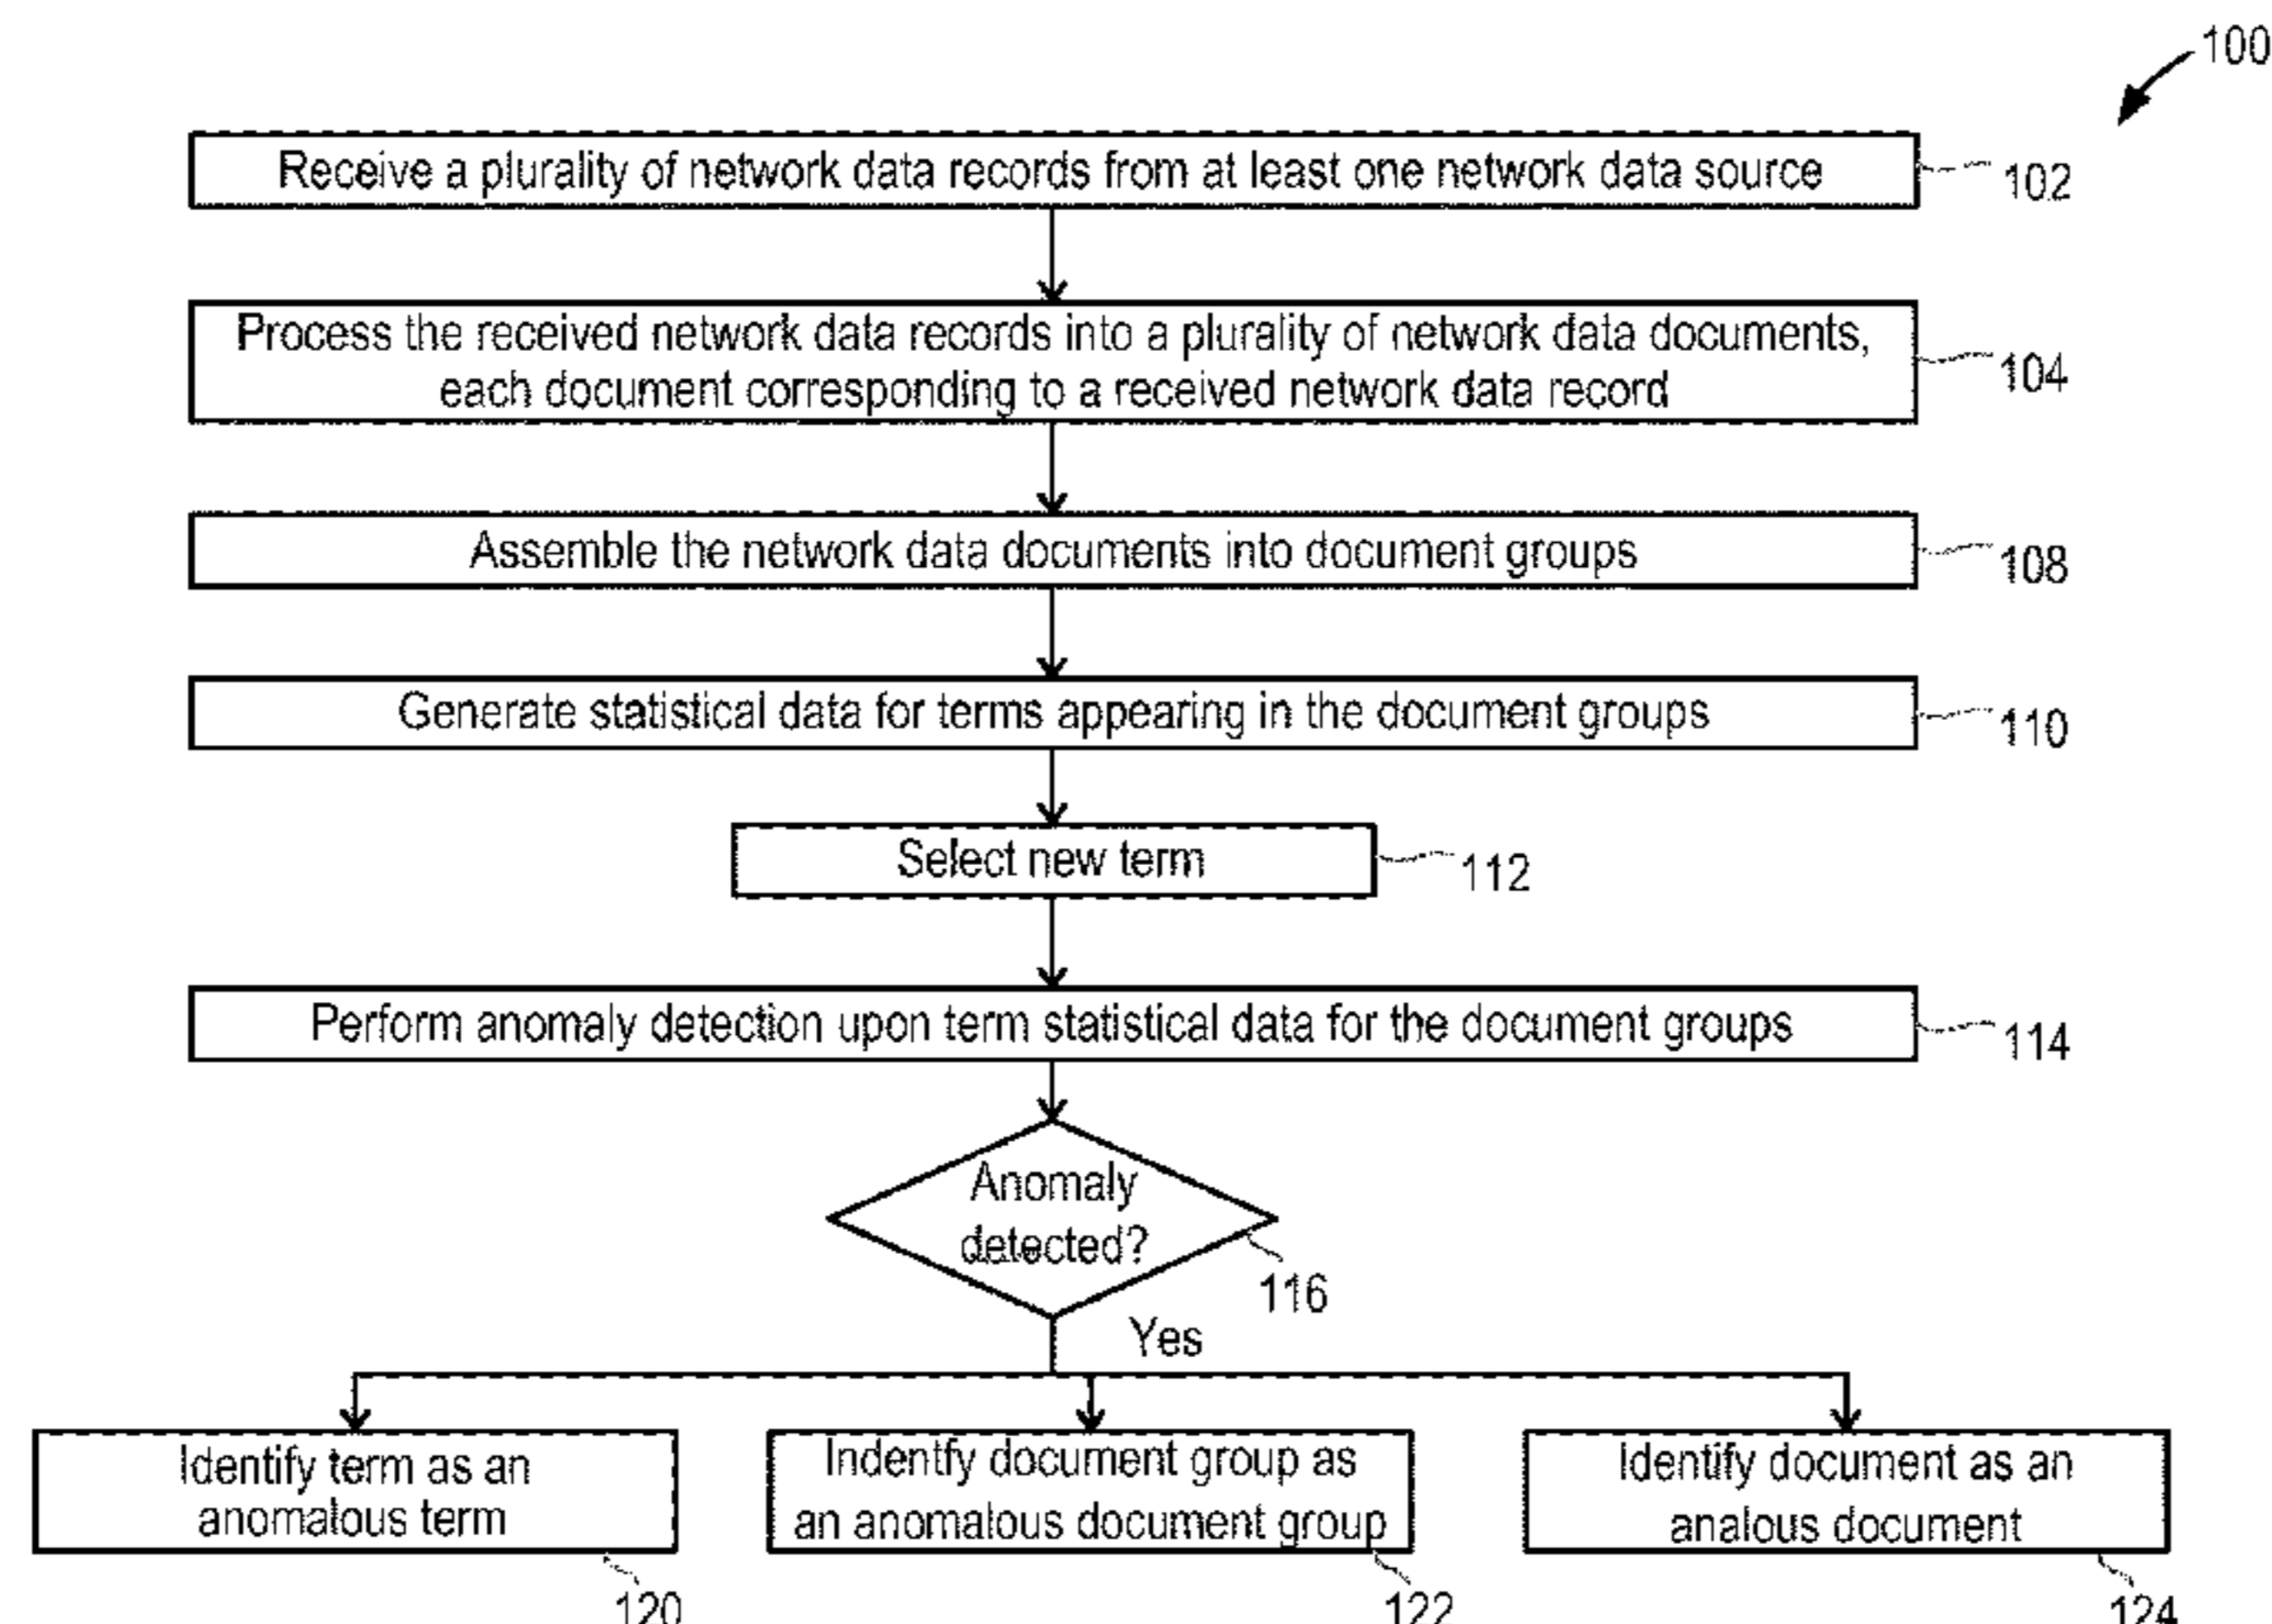 100
Receive a plurality of network data records from at least one network data source
102
Process the received network data records into a plurality of network data documents,
each document corresponding to a received network data record
104
Assemble the network data documents into document groups
108
Generate statistical data for terms appearing in the document groups
110
Select new term
112
Perform anomaly detection upon term statistical data for the document groups
114
Anomaly
detected?
116
Yes
Identify term as an
anomalous term
120
Indentfy document group as
an anomalous document group
122
Identify document as an
analous document
124